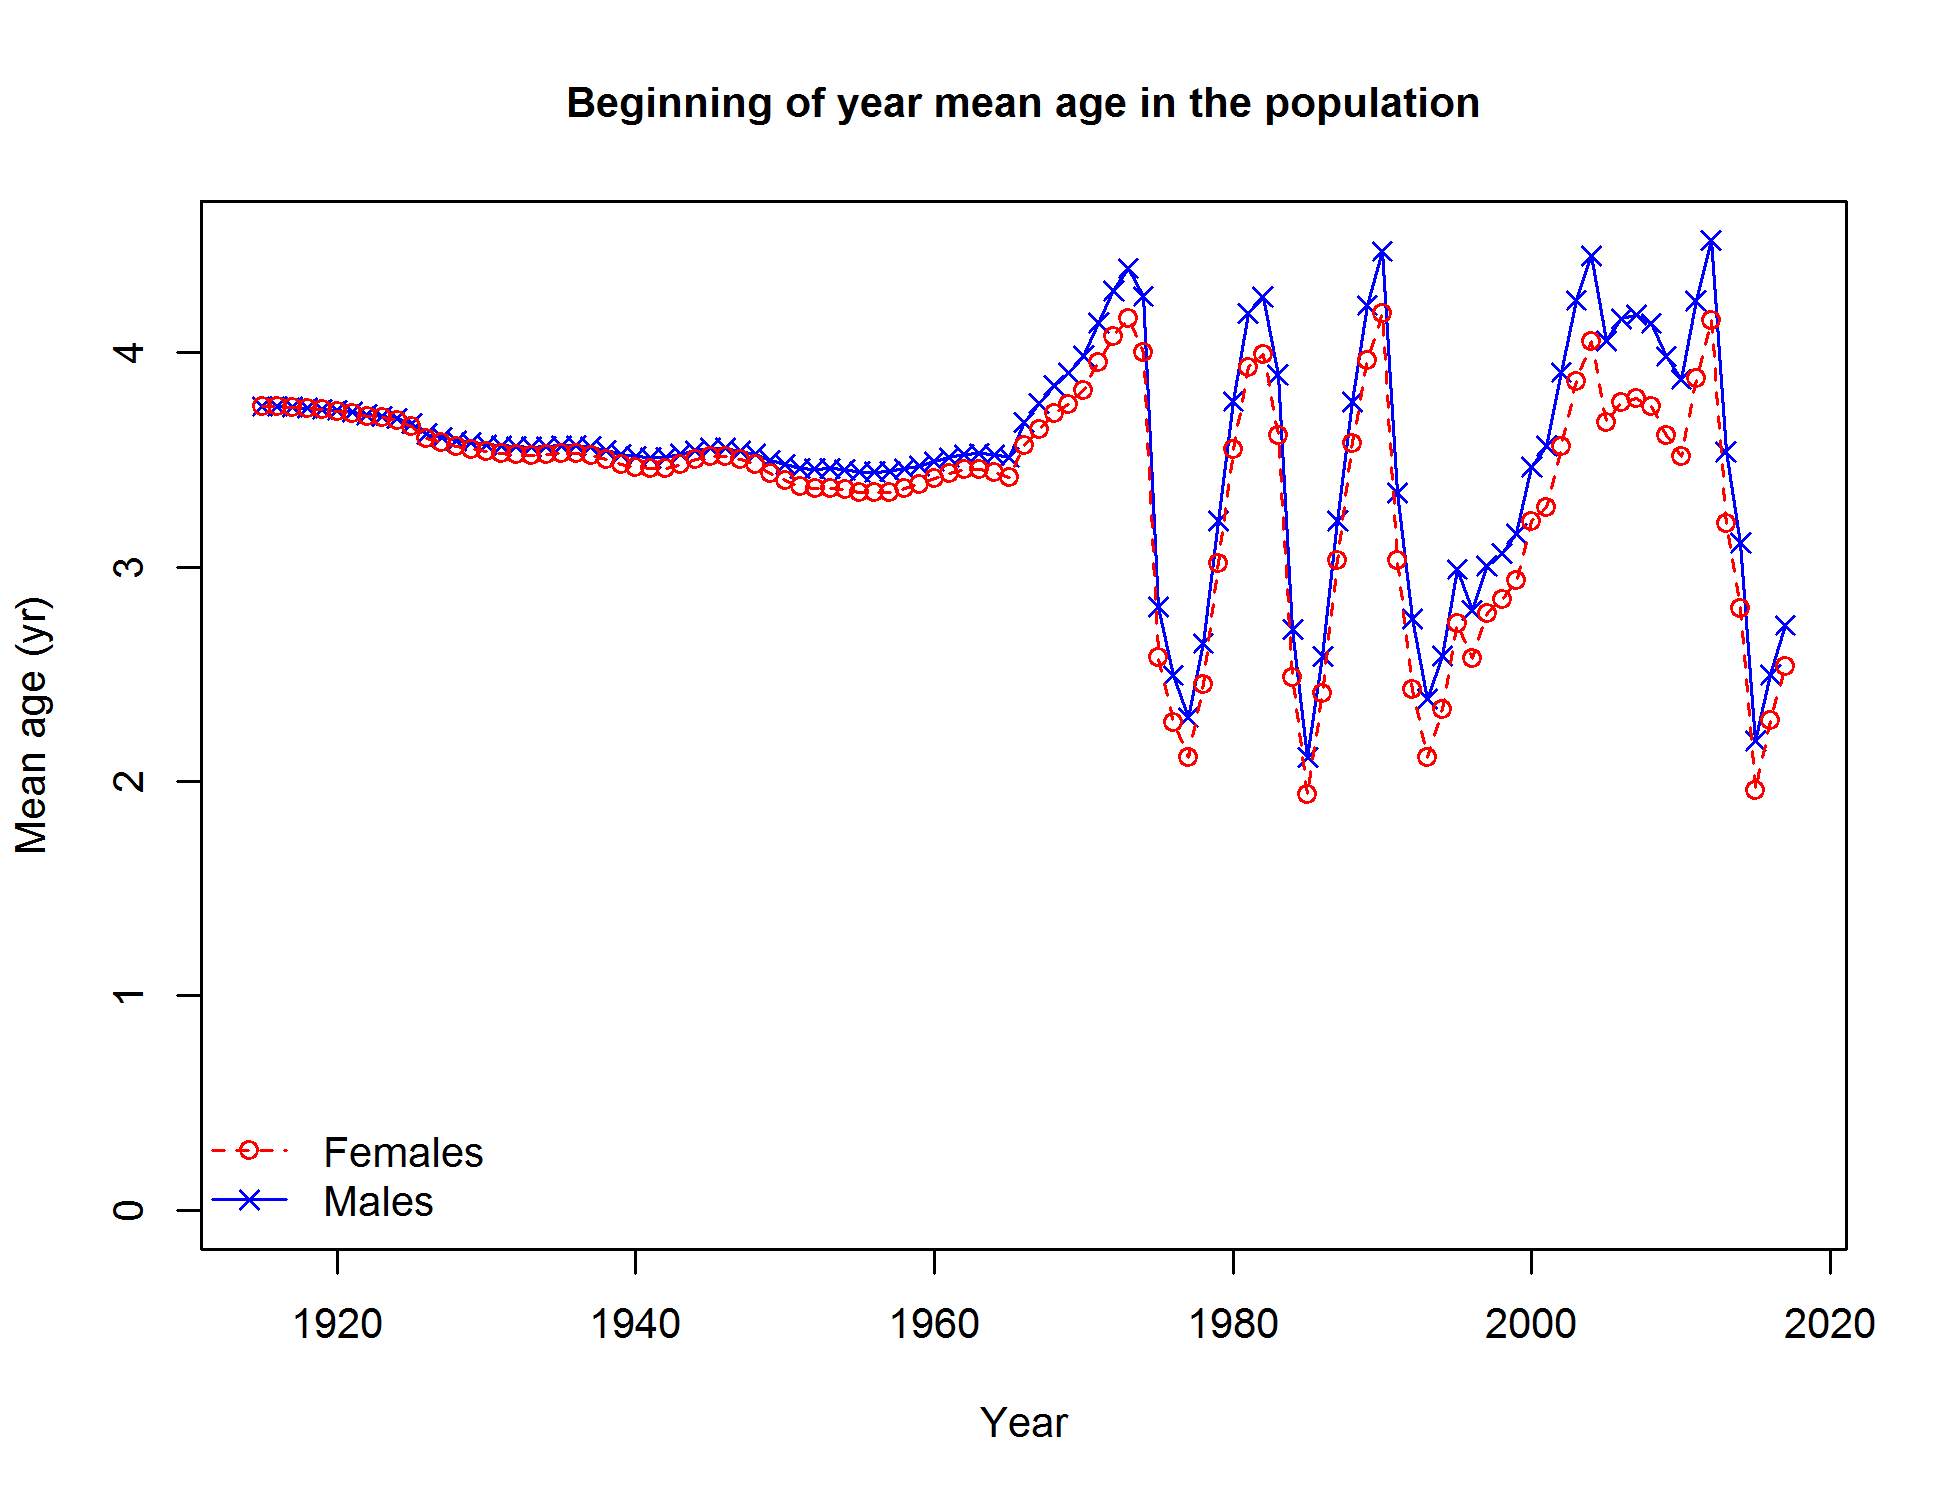 Beginning of year mean age in the population
Mean age (yr)
4
3
2
1
0
Females
Males
1920 1940 1960 1980 2000 2020
Year